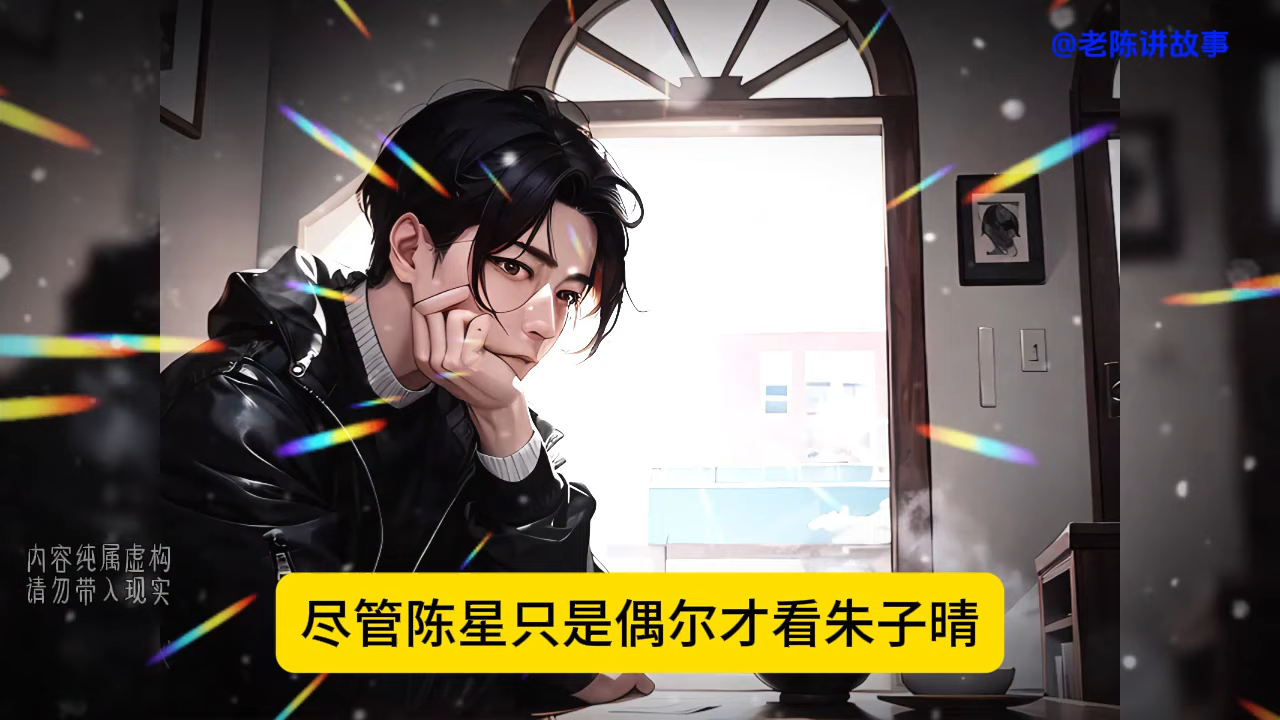 @老陈讲故事
内容纯属虚构
请勿带入现实
尽管陈星只是偶尔才看朱子晴